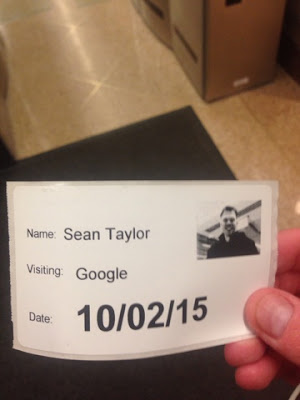 Name: Sean Taylor
Visiting: Google
Date: 10/02/15